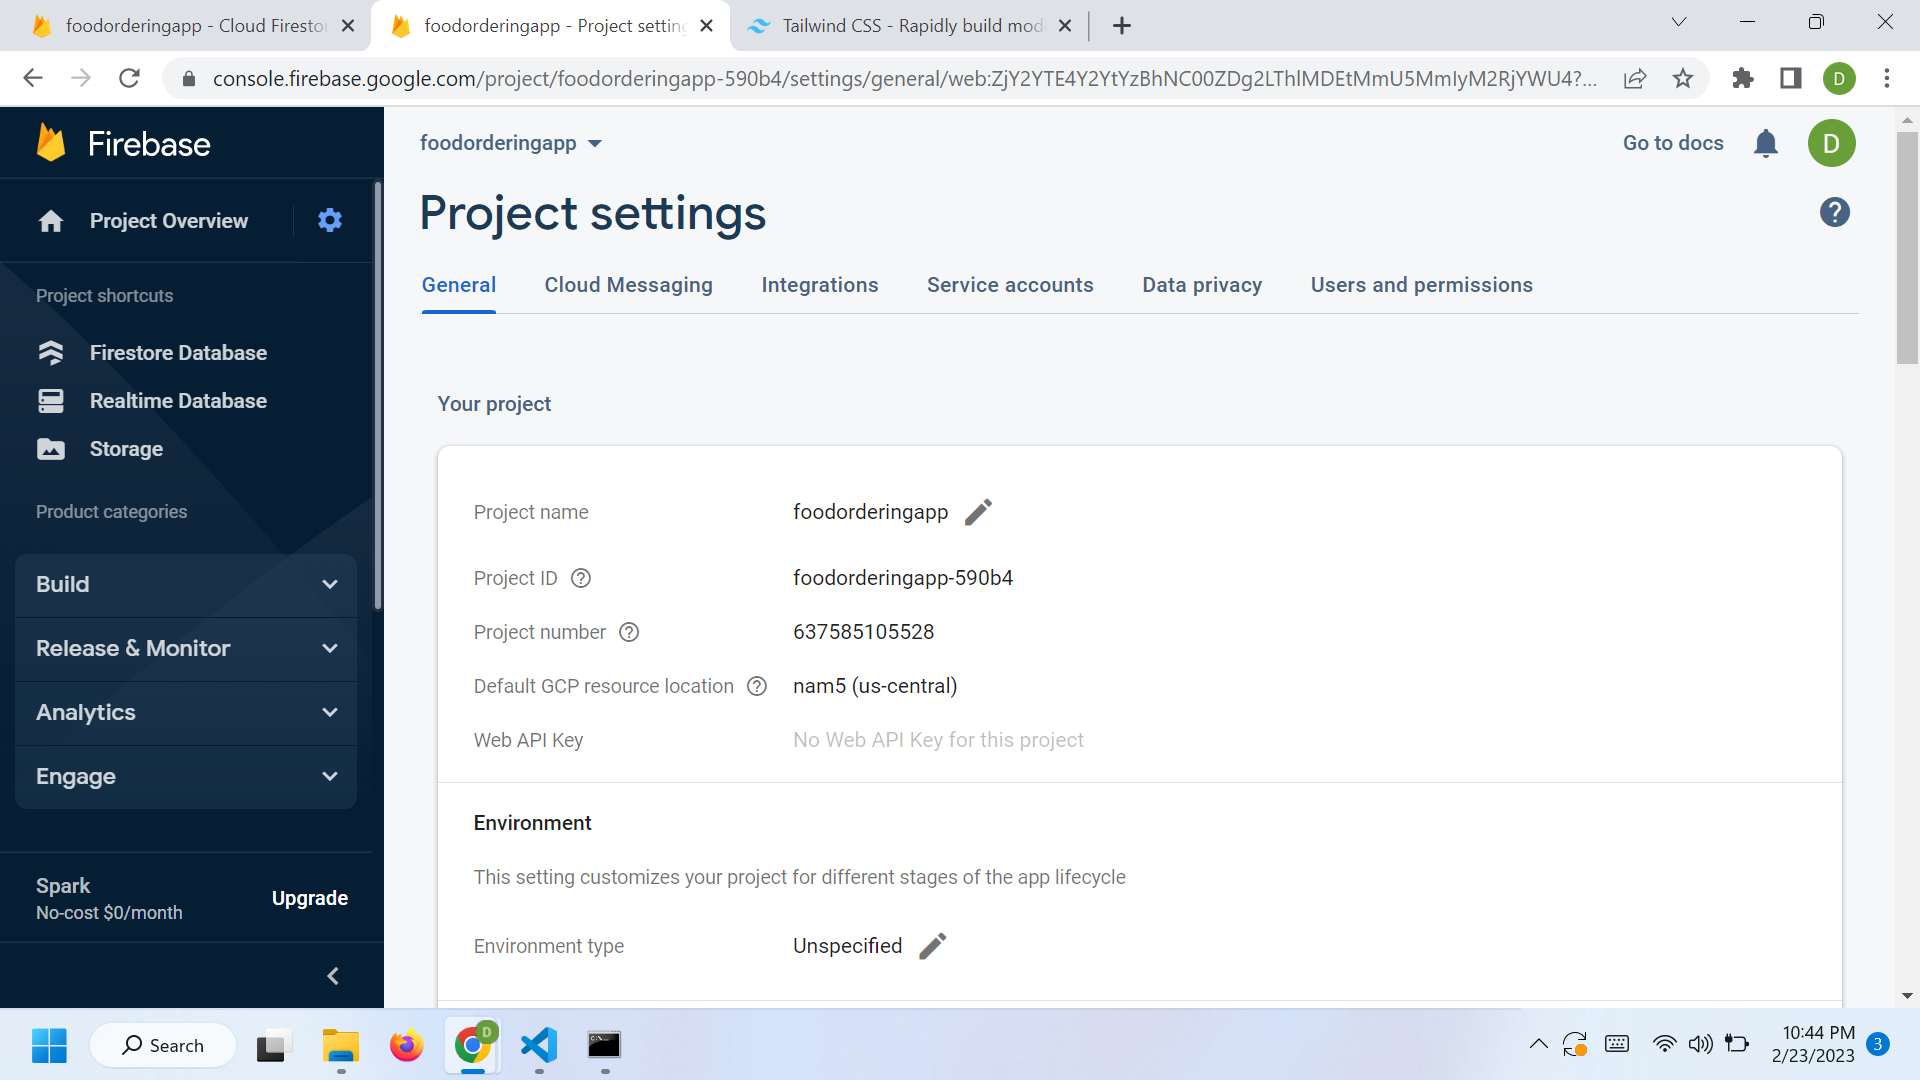 foodorderingapp - Cloud Firestor
foodorderingapp - Project setting
Tailwind CSS - Rapidly build mod
console.firebase.google.com/project/foodorderingapp-590b4/settings/general/web:ZjY2YTE4Y2YtYzBhNC00ZDg2LThlMDEtMmU5MmIyM2RjYWU4?...
D
Firebase
foodorderingapp
Go to docs
D
Project Overview
Project settings
General
Cloud Messaging
Integrations
Service accounts
Data privacy
Users and permissions
Project shortcuts
Firestore Database
Realtime Database
Storage
Product categories
Build
Release & Monitor
Analytics
Engage
Spark
No-cost $0/month
Upgrade
Your project
Project name
foodorderingapp
Project ID
foodorderingapp-590b4
Project number
637585105528
Default GCP resource location
nam5 (us-central)
Web API Key
No Web API Key for this project
Environment
This setting customizes your project for different stages of the app lifecycle
Environment type
Unspecified
Search
D
10:44 PM
2/23/2023
3